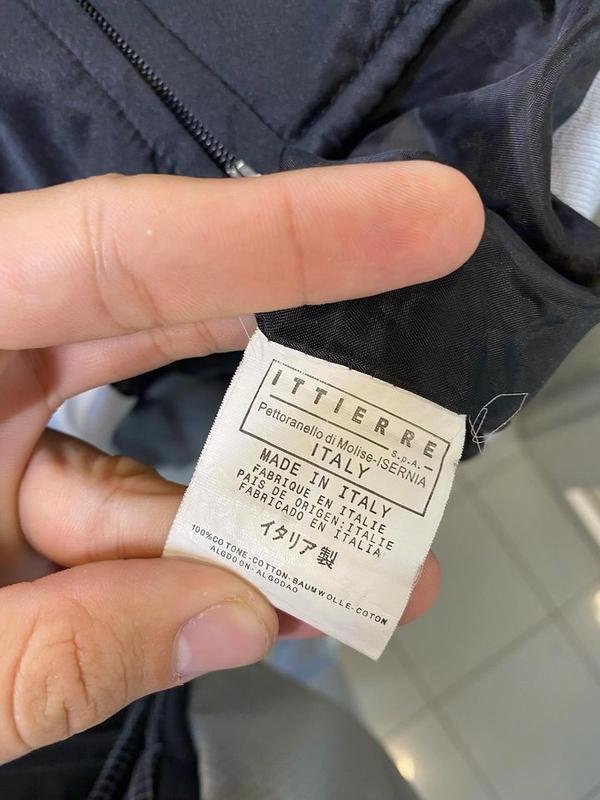 ITTIERRE
s.p.a.–
Pettoranello di Molise-ISERNIA
ITALY
MADE IN ITALY
FABRIQUE EN ITALIE
PAIS DE ORIGEN:ITALIE
FABRICADO EN ITALIA
イタリア製
100%COTONE-COTTON-BAUMWOLLE-COTON
ALGDOON-ALGODAO